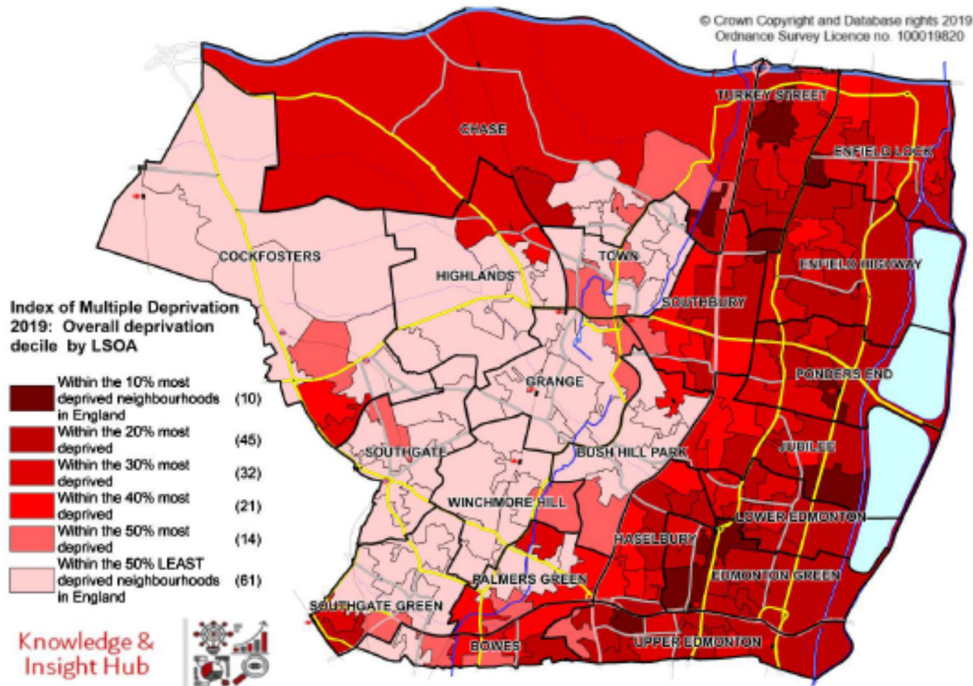 © Crown Copyright and Database rights 2019
Ordnance Survey Licence no. 100019820
TURKEY STREET
CHASE
ENFIELD LOCK
COCKFOSTERS
TOWN
HIGHLANDS
ENFIELD HIGHWAY
SOUTHBURY
Index of Multiple Deprivation
2019: Overall deprivation
decile by LSOA
PONDERS END
GRANGE
Within the 10% most
deprived neighbourhoods
in England
(10)
Within the 20% most
deprived
(45)
Within the 30% most
deprived
(32)
Within the 40% most
deprived
(21)
Within the 50% most
deprived
(14)
Within the 50% LEAST
deprived neighbourhoods
in England
(61)
JUBILEE
SOUTHGATE
BUSH HILL PARK
WINCHMORE HILL
LOWER EDMONTON
HASELBURY
EDMONTON GREEN
PALMERS GREEN
SOUTHGATE GREEN
BOWES
UPPER EDMONTON
Knowledge &
Insight Hub